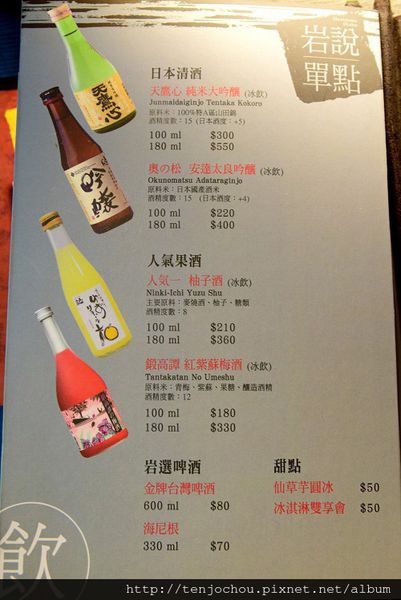 岩說
單點
日本清酒
天鷹心 純米大吟釀 (冰飲)
Junmaidaiginjo Tentaka Kokoro
原料米：100%特A區山田錦
酒精度數：15 (日本酒度：+5)
100 ml $300
180 ml $550
奧の松 安達太良吟釀 (冰飲)
Okunomatsu Adataraginjo
原料米：日本國產酒米
酒精度數：15 (日本酒度：+4)
100 ml $220
180 ml $400
人氣果酒
人気一 柚子酒 (冰飲)
Ninki-Ichi Yuzu Shu
主要原料：麥燒酒、柚子、糖類
酒精度數：8
100 ml $210
180 ml $360
鍛高譚 紅紫蘇梅酒 (冰飲)
Tantakatan No Umeshu
原料米：青梅、紫蘇、果糖、釀造酒精
酒精度數：12
100 ml $180
180 ml $330
岩選啤酒
金牌台灣啤酒
600 ml $80
海尼根
330 ml $70
甜點
仙草芋圓冰 $50
冰淇淋雙享會 $50
飲
天鷹心
吟醸
http://tenjochou.pixnet.net/album